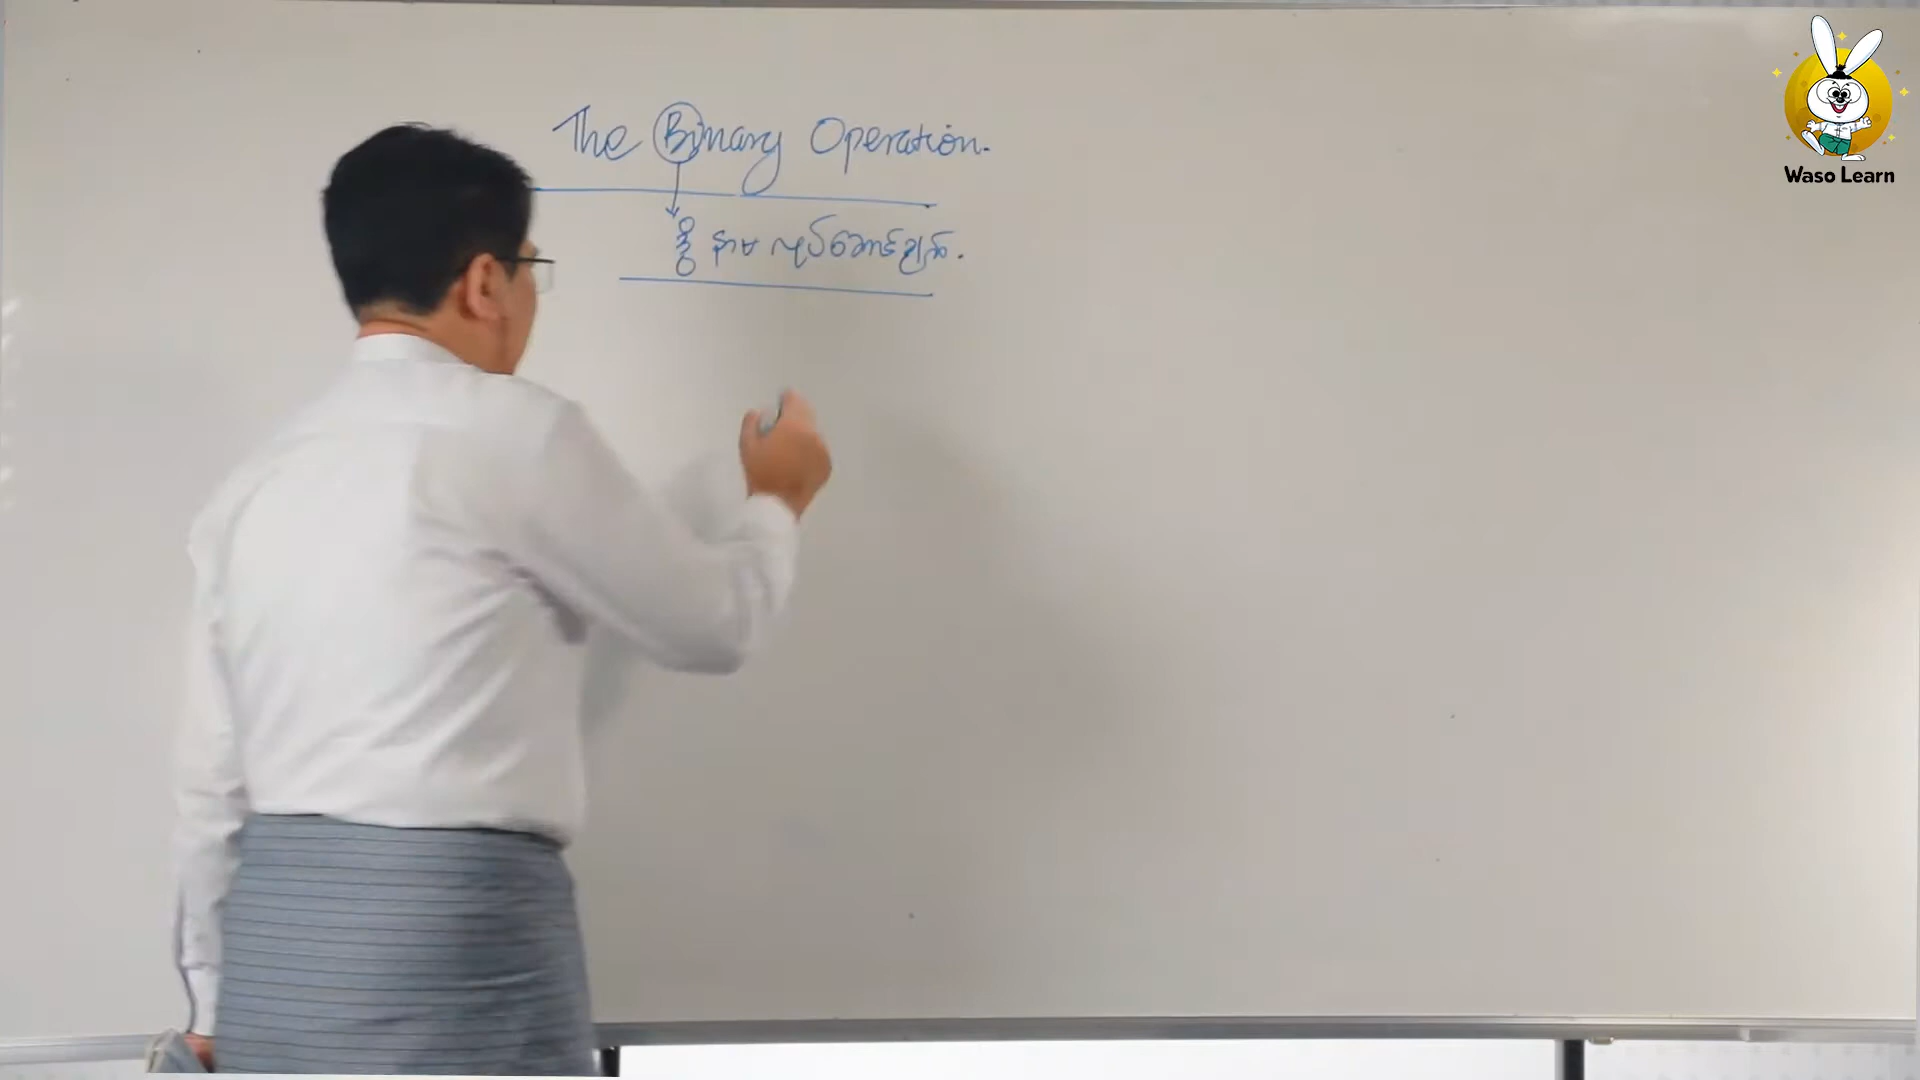 The Binary Operation.
ဒွိ နာမ လုပ်ဆောင်ချက်.
Waso Learn